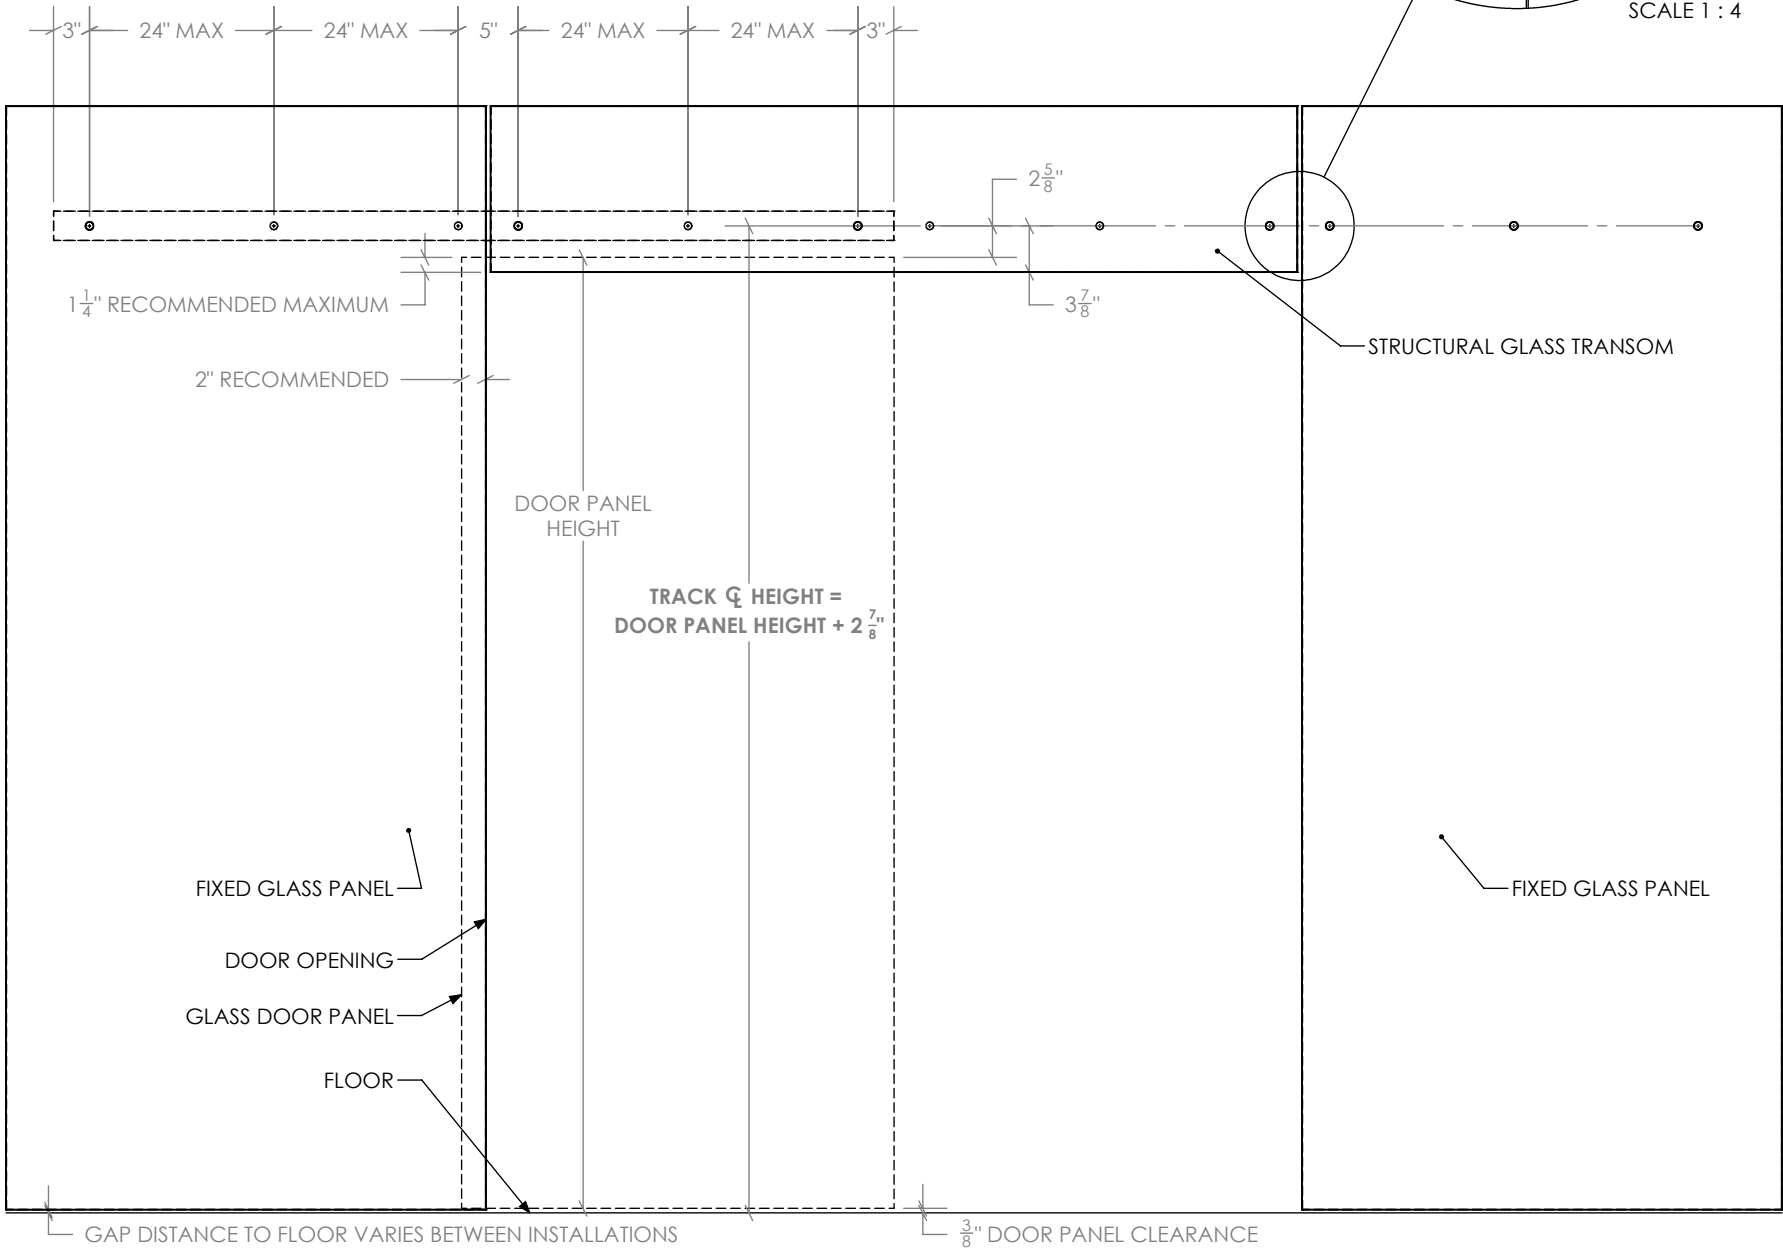 SCALE 1 : 4
3" 24" MAX 24" MAX 5" 24" MAX 24" MAX 3"
2 5/8"
1 1/4" RECOMMENDED MAXIMUM
3 7/8"
STRUCTURAL GLASS TRANSOM
2" RECOMMENDED
DOOR PANEL
HEIGHT
TRACK ℄ HEIGHT =
DOOR PANEL HEIGHT + 2 7/8"
FIXED GLASS PANEL
FIXED GLASS PANEL
DOOR OPENING
GLASS DOOR PANEL
FLOOR
GAP DISTANCE TO FLOOR VARIES BETWEEN INSTALLATIONS
3/8" DOOR PANEL CLEARANCE